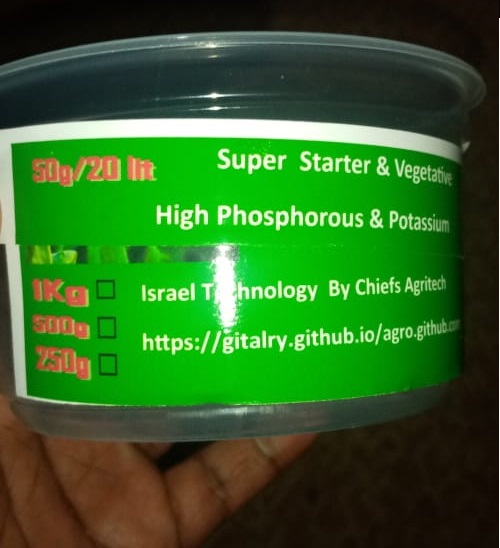 50g/20 lit
Super Starter & Vegetative
High Phosphorous & Potassium
1Kg
500g
250g
Israel Technology By Chiefs Agritech
https://gitalry.github.io/agro.github.com